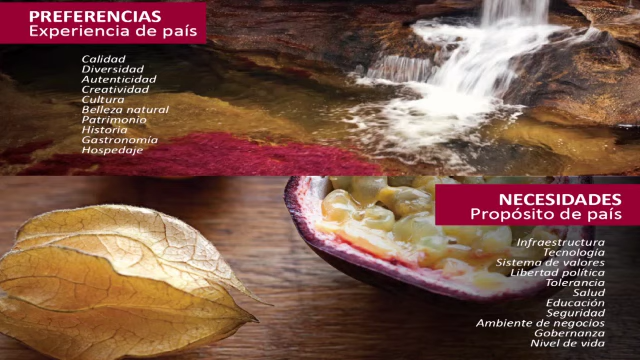 PREFERENCIAS
Experiencia de país
Calidad
Diversidad
Autenticidad
Creatividad
Cultura
Belleza natural
Patrimonio
Historia
Gastronomía
Hospedaje
NECESIDADES
Propósito de país
Infraestructura
Tecnología
Sistema de valores
Libertad política
Tolerancia
Salud
Educación
Seguridad
Ambiente de negocios
Gobernanza
Nivel de vida